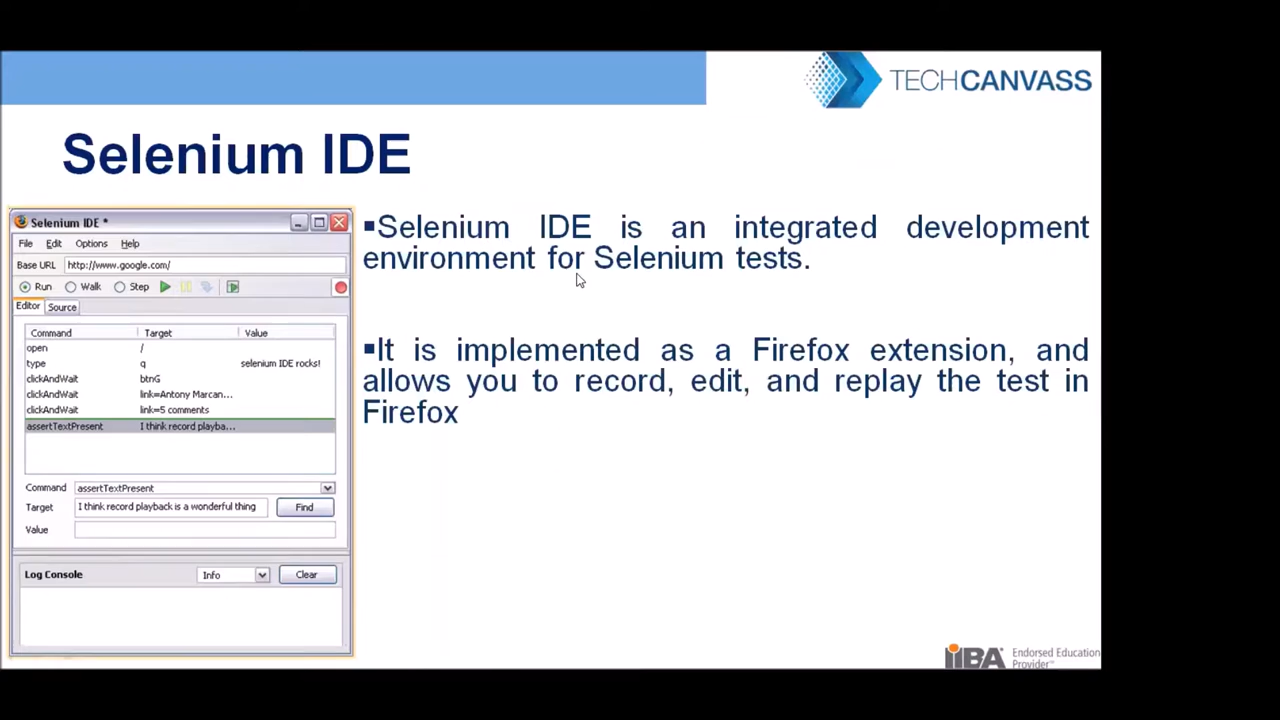 TECHCANVASS
Selenium IDE
Selenium IDE *
File Edit Options Help
Base URL http://www.google.com/
Run Walk Step
Editor Source
Command Target Value
open /
type q selenium IDE rocks!
clickAndWait btnG
clickAndWait link=Antony Marcan...
clickAndWait link=5 comments
assertTextPresent I think record playba...
Command assertTextPresent
Target I think record playback is a wonderful thing Find
Value
Log Console Info Clear
▪Selenium IDE is an integrated development
environment for Selenium tests.
▪It is implemented as a Firefox extension, and
allows you to record, edit, and replay the test in
Firefox
IIBA Endorsed Education
Provider™